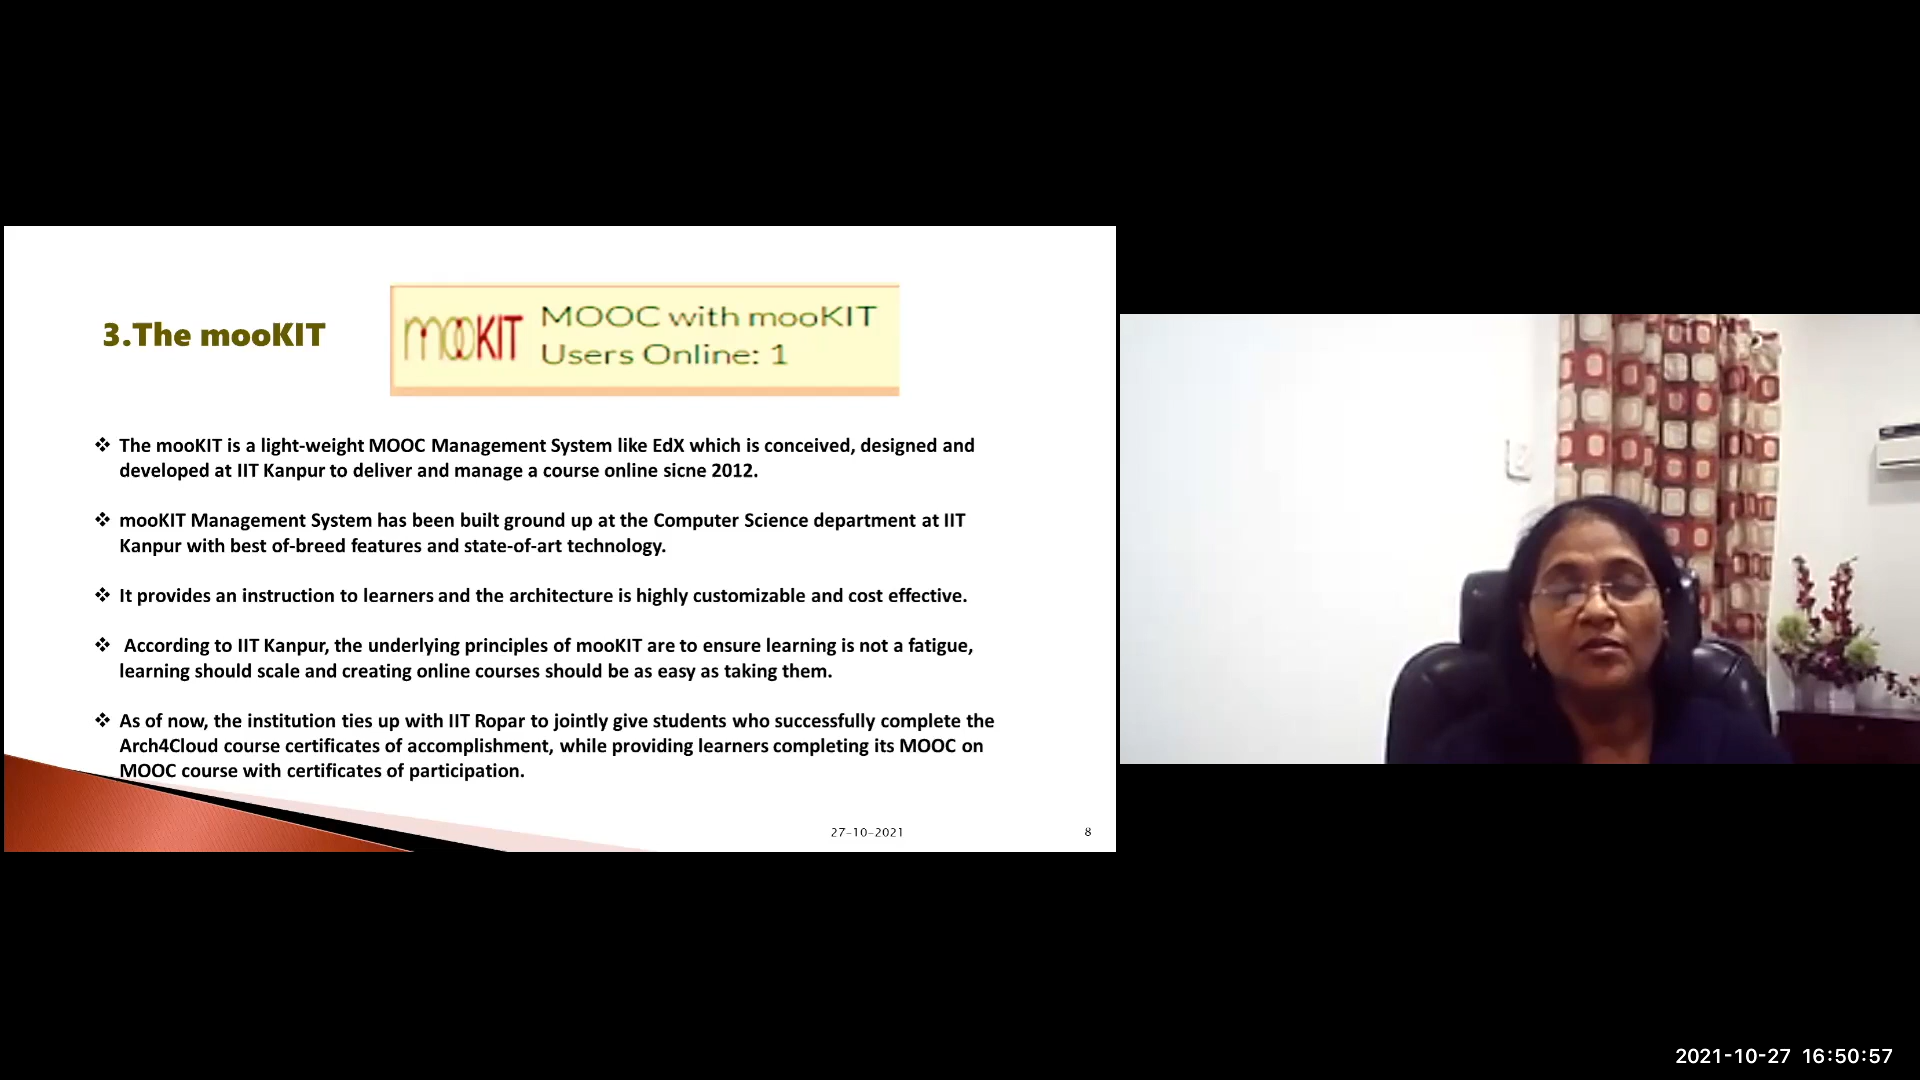 3.The mooKIT
mooKIT
MOOC with mooKIT
Users Online: 1
❖ The mooKIT is a light-weight MOOC Management System like EdX which is conceived, designed and
developed at IIT Kanpur to deliver and manage a course online sicne 2012.
❖ mooKIT Management System has been built ground up at the Computer Science department at IIT
Kanpur with best of-breed features and state-of-art technology.
❖ It provides an instruction to learners and the architecture is highly customizable and cost effective.
❖ According to IIT Kanpur, the underlying principles of mooKIT are to ensure learning is not a fatigue,
learning should scale and creating online courses should be as easy as taking them.
❖ As of now, the institution ties up with IIT Ropar to jointly give students who successfully complete the
Arch4Cloud course certificates of accomplishment, while providing learners completing its MOOC on
MOOC course with certificates of participation.
27-10-2021
8
2021-10-27 16:50:57